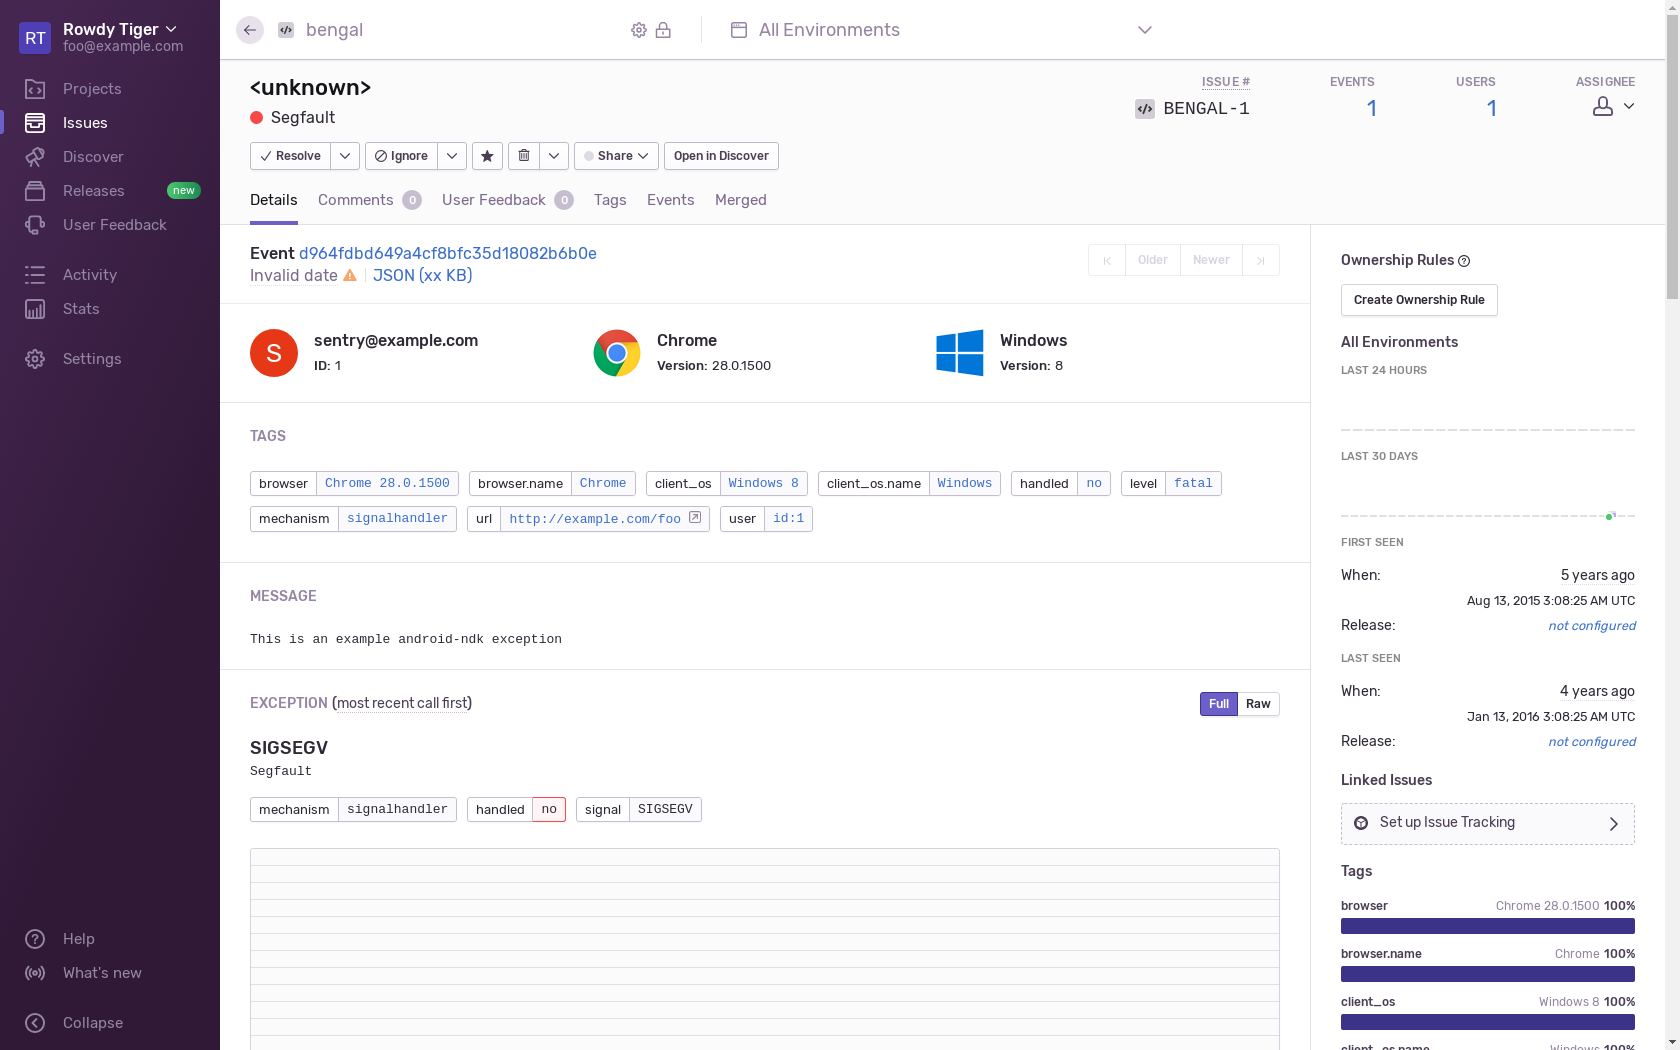 RT
Rowdy Tiger
foo@example.com
Projects
Issues
Discover
Releases new
User Feedback
Activity
Stats
Settings
Help
What's new
Collapse
bengal
All Environments
<unknown>
Segfault
ISSUE # EVENTS USERS ASSIGNEE
BENGAL-1 1 1
Resolve Ignore Share Open in Discover
Details Comments 0 User Feedback 0 Tags Events Merged
Event d964fdbd649a4cf8bfc35d18082b6b0e
Invalid date JSON (xx KB)
Older Newer
S
sentry@example.com
ID: 1
Chrome
Version: 28.0.1500
Windows
Version: 8
TAGS
browser Chrome 28.0.1500 browser.name Chrome client_os Windows 8 client_os.name Windows handled no level fatal
mechanism signalhandler url http://example.com/foo user id:1
MESSAGE
This is an example android-ndk exception
EXCEPTION (most recent call first)
Full Raw
SIGSEGV
Segfault
mechanism signalhandler handled no signal SIGSEGV
Ownership Rules ?
Create Ownership Rule
All Environments
LAST 24 HOURS
LAST 30 DAYS
FIRST SEEN
When: 5 years ago
Aug 13, 2015 3:08:25 AM UTC
Release: not configured
LAST SEEN
When: 4 years ago
Jan 13, 2016 3:08:25 AM UTC
Release: not configured
Linked Issues
Set up Issue Tracking
Tags
browser Chrome 28.0.1500 100%
browser.name Chrome 100%
client_os Windows 8 100%
client_os.name Windows 100%